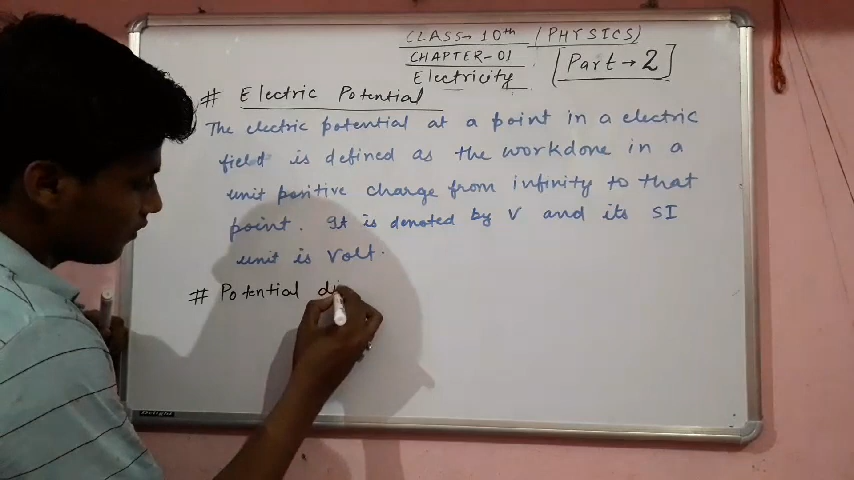 CLASS→ 10th (PHYSICS)
CHAPTER-01
Electricity [Part→2]
# Electric Potential
The electric potential at a point in a electric
field is defined as the workdone in a
unit positive charge from infinity to that
point. It is denoted by V and its SI
unit is Volt.
# Potential di
Delight